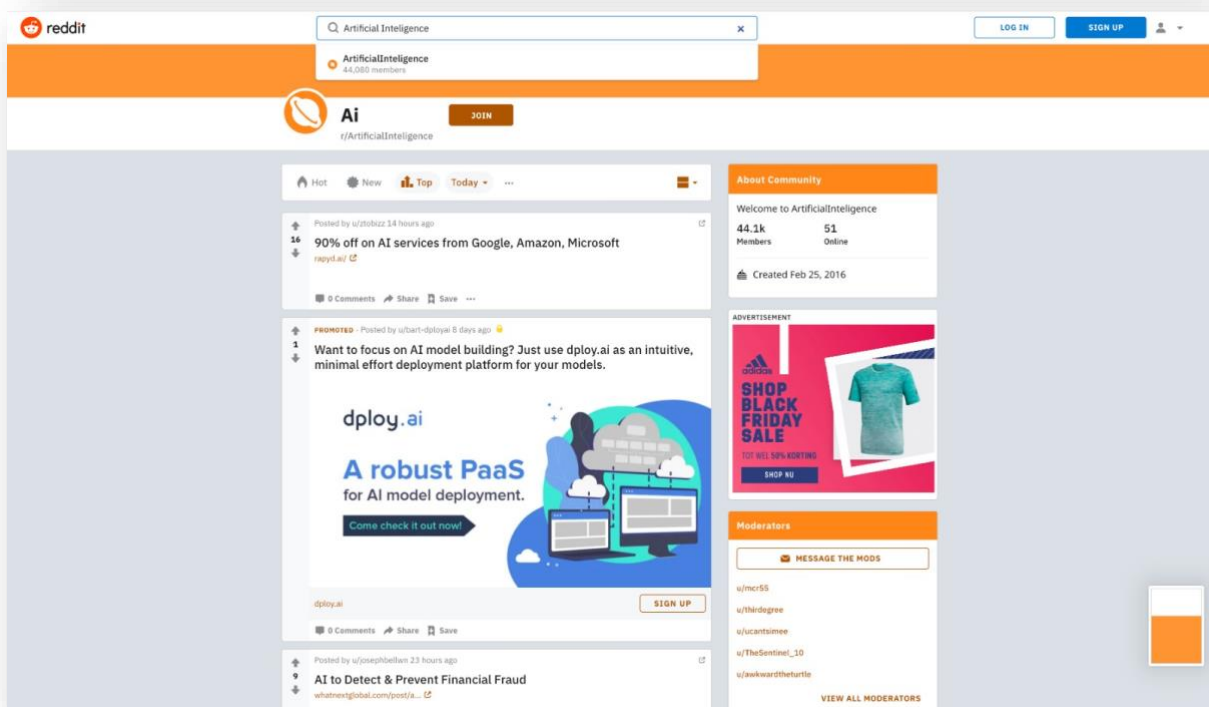 reddit
Artificial Inteligence
LOG IN
SIGN UP
ArtificialInteligence
44,080 members
Ai
JOIN
r/ArtificialInteligence
Hot
New
Top
Today
Posted by u/ztobizz 14 hours ago
16
90% off on AI services from Google, Amazon, Microsoft
rapyd.ai/
0 Comments
Share
Save
PROMOTED · Posted by u/bart-dployai 8 days ago
1
Want to focus on AI model building? Just use dploy.ai as an intuitive,
minimal effort deployment platform for your models.
dploy.ai
A robust PaaS
for AI model deployment.
Come check it out now!
dploy.ai
SIGN UP
0 Comments
Share
Save
Posted by u/josephbellwn 23 hours ago
9
AI to Detect & Prevent Financial Fraud
whatnextglobal.com/post/a...
About Community
Welcome to ArtificialInteligence
44.1k
51
Members
Online
Created Feb 25, 2016
ADVERTISEMENT
adidas
SHOP
BLACK
FRIDAY
SALE
TOT WEL 50% KORTING
SHOP NU
Moderators
MESSAGE THE MODS
u/mcr55
u/thirdegree
u/ucantsimee
u/TheSentinel_10
u/awkwardtheturtle
VIEW ALL MODERATORS